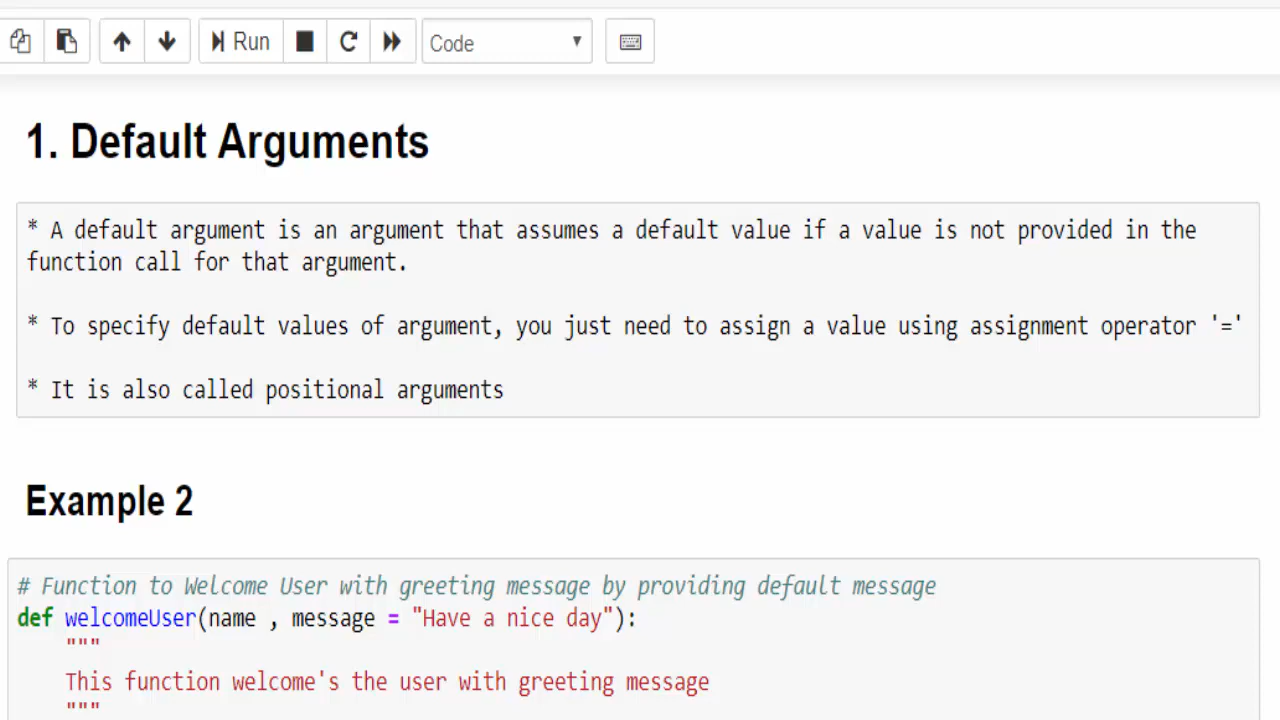 Run
Code
1. Default Arguments
* A default argument is an argument that assumes a default value if a value is not provided in the
function call for that argument.
* To specify default values of argument, you just need to assign a value using assignment operator '='
* It is also called positional arguments
Example 2
# Function to Welcome User with greeting message by providing default message
def welcomeUser(name , message = "Have a nice day"):
"""
This function welcome's the user with greeting message
"""